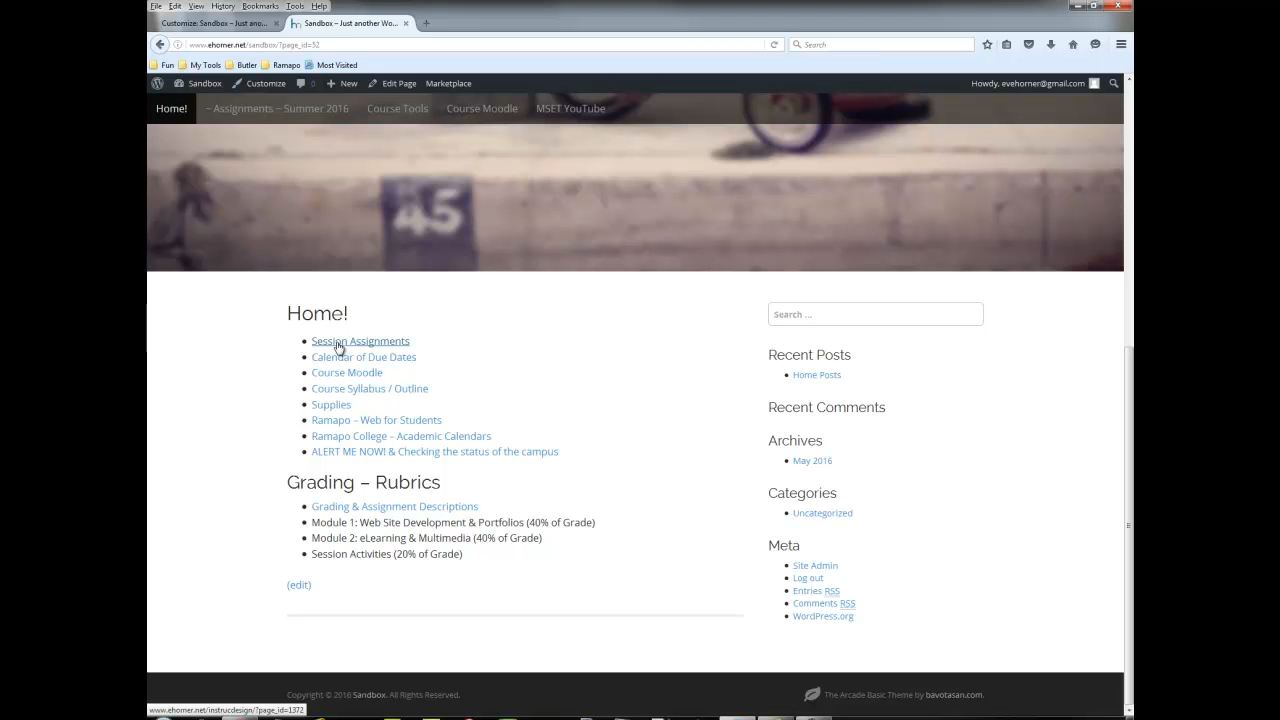 File Edit View History Bookmarks Tools Help
Customize: Sandbox – Just ano...
Sandbox – Just another Wo...
www.ehomer.net/sandbox/?page_id=52
Search
Fun My Tools Butler Ramapo Most Visited
Sandbox Customize 0 New Edit Page Marketplace
Howdy, evehorner@gmail.com
Home! ~ Assignments ~ Summer 2016 Course Tools Course Moodle MSET YouTube
45
Home!
Session Assignments
Calendar of Due Dates
Course Moodle
Course Syllabus / Outline
Supplies
Ramapo – Web for Students
Ramapo College – Academic Calendars
ALERT ME NOW! & Checking the status of the campus
Grading – Rubrics
Grading & Assignment Descriptions
Module 1: Web Site Development & Portfolios (40% of Grade)
Module 2: eLearning & Multimedia (40% of Grade)
Session Activities (20% of Grade)
(edit)
Search ...
Recent Posts
Home Posts
Recent Comments
Archives
May 2016
Categories
Uncategorized
Meta
Site Admin
Log out
Entries RSS
Comments RSS
WordPress.org
Copyright © 2016 Sandbox. All Rights Reserved.
The Arcade Basic Theme by bavotasan.com.
www.ehomer.net/instrucdesign/?page_id=1372